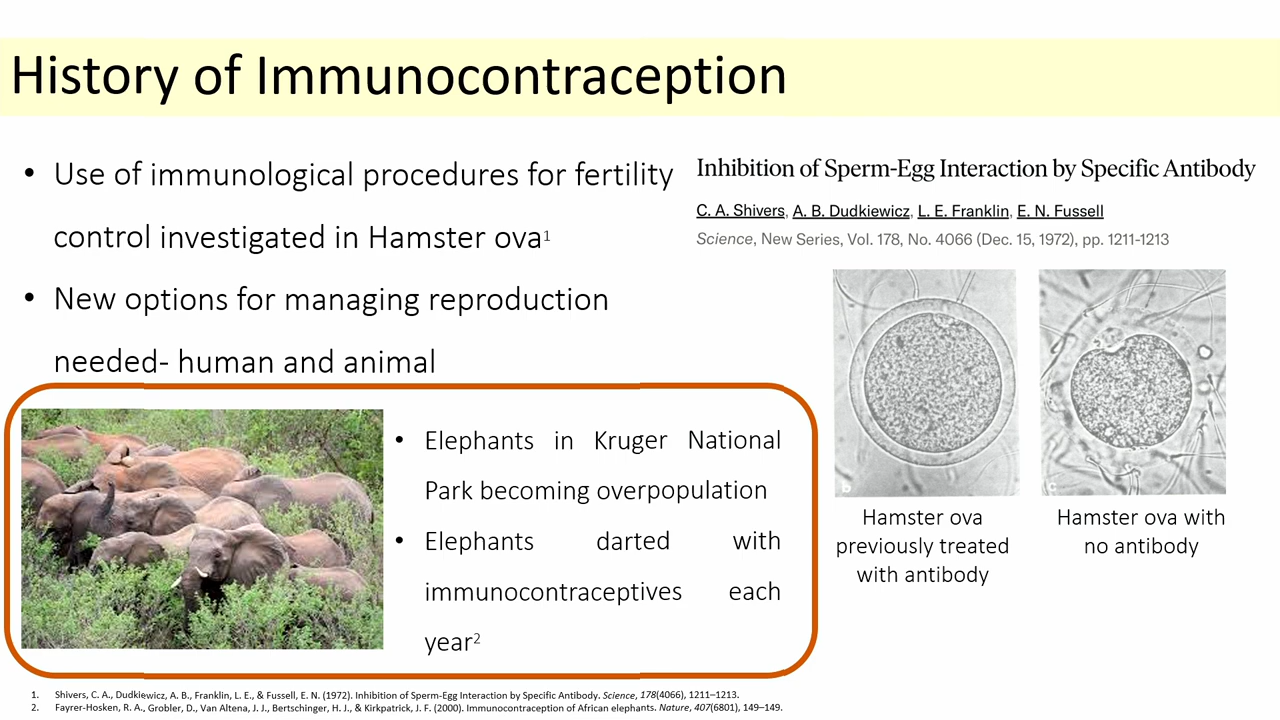 History of Immunocontraception
• Use of immunological procedures for fertility
control investigated in Hamster ova1
• New options for managing reproduction
needed- human and animal
Inhibition of Sperm-Egg Interaction by Specific Antibody
C. A. Shivers, A. B. Dudkiewicz, L. E. Franklin, E. N. Fussell
Science, New Series, Vol. 178, No. 4066 (Dec. 15, 1972), pp. 1211-1213
b
c
Hamster ova
previously treated
with antibody
Hamster ova with
no antibody
• Elephants in Kruger National
Park becoming overpopulation
• Elephants darted with
immunocontraceptives each
year2
1. Shivers, C. A., Dudkiewicz, A. B., Franklin, L. E., & Fussell, E. N. (1972). Inhibition of Sperm-Egg Interaction by Specific Antibody. Science, 178(4066), 1211–1213.
2. Fayrer-Hosken, R. A., Grobler, D., Van Altena, J. J., Bertschinger, H. J., & Kirkpatrick, J. F. (2000). Immunocontraception of African elephants. Nature, 407(6801), 149–149.